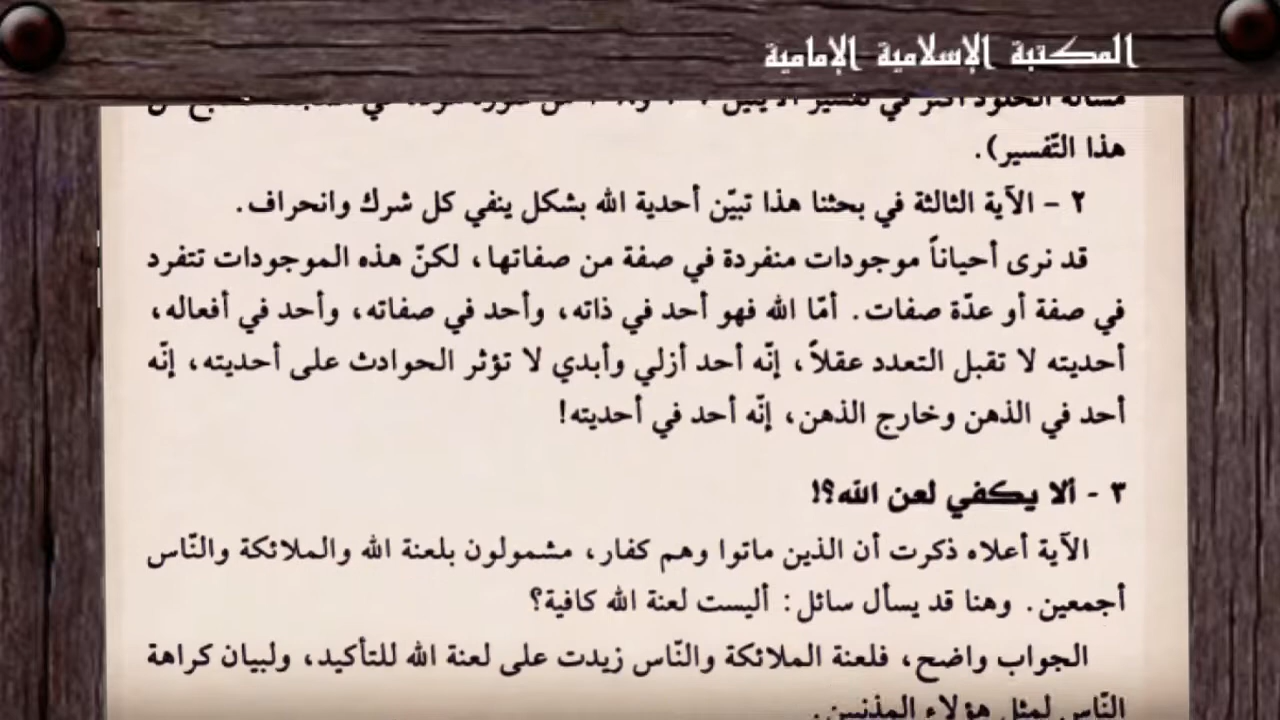 المكتبة الإسلامية الإمامية
هذا التّفسير).
٢ – الآية الثالثة في بحثنا هذا تبيّن أحدية الله بشكل ينفي كل شرك وانحراف.
قد نرى أحياناً موجودات منفردة في صفة من صفاتها، لكنّ هذه الموجودات تتفرد
في صفة أو عدّة صفات. أمّا الله فهو أحد في ذاته، وأحد في صفاته، وأحد في أفعاله،
أحديته لا تقبل التعدد عقلاً، إنّه أحد أزلي وأبدي لا تؤثر الحوادث على أحديته، إنّه
أحد في الذهن وخارج الذهن، إنّه أحد في أحديته!
٣ - ألا يكفي لعن الله؟!
الآية أعلاه ذكرت أن الذين ماتوا وهم كفار، مشمولون بلعنة الله والملائكة والنّاس
أجمعين. وهنا قد يسأل سائل: أليست لعنة الله كافية؟
الجواب واضح، فلعنة الملائكة والنّاس زيدت على لعنة الله للتأكيد، ولبيان كراهة
النّاس لمثل هؤلاء المذنبين.